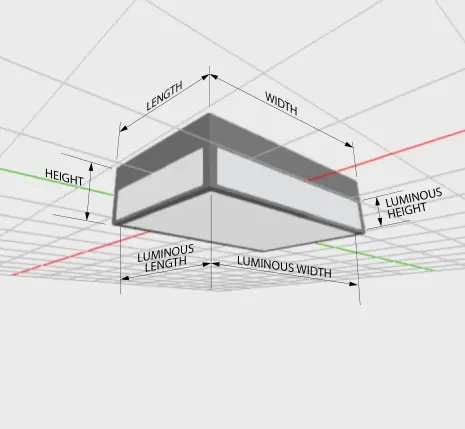 LENGTH
WIDTH
HEIGHT
LUMINOUS
HEIGHT
LUMINOUS
LENGTH
LUMINOUS WIDTH